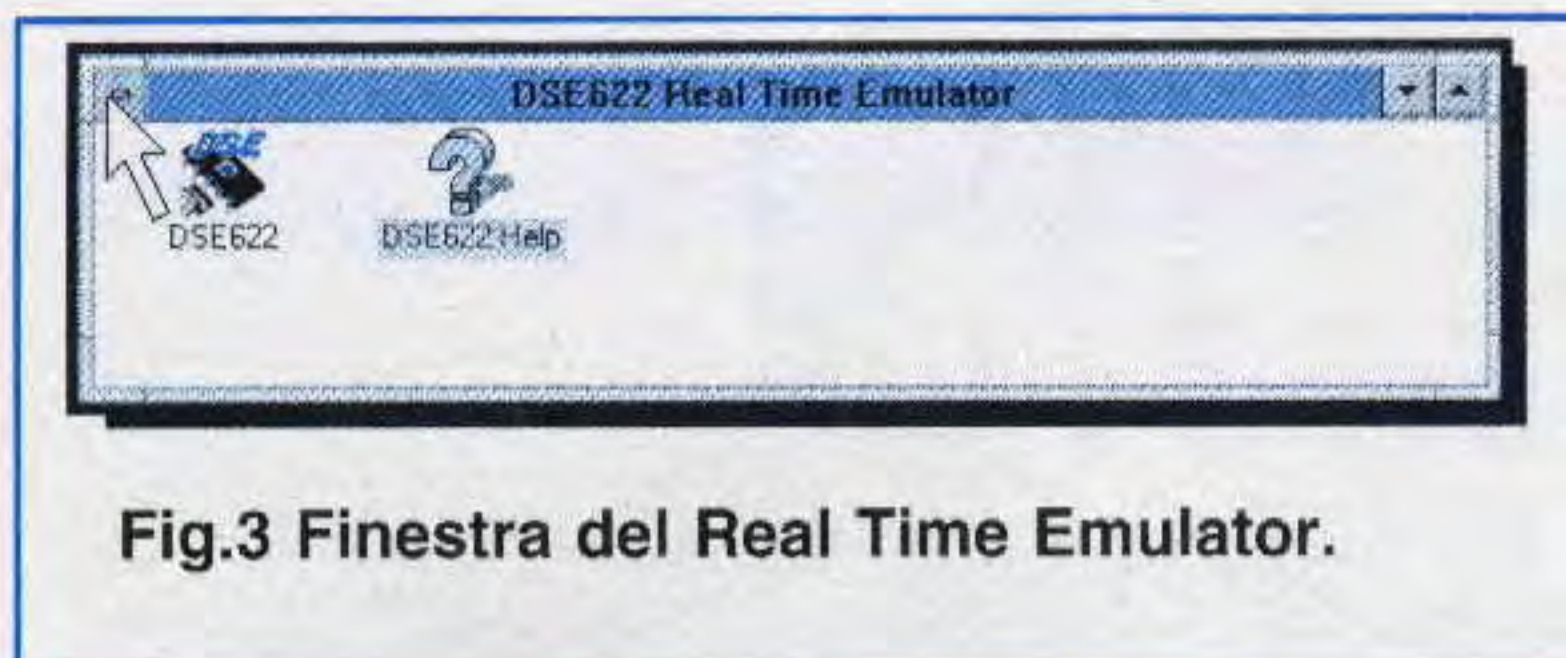 DSE622 Real Time Emulator
DSE
DSE622
DSE622 Help
Fig.3 Finestra del Real Time Emulator.